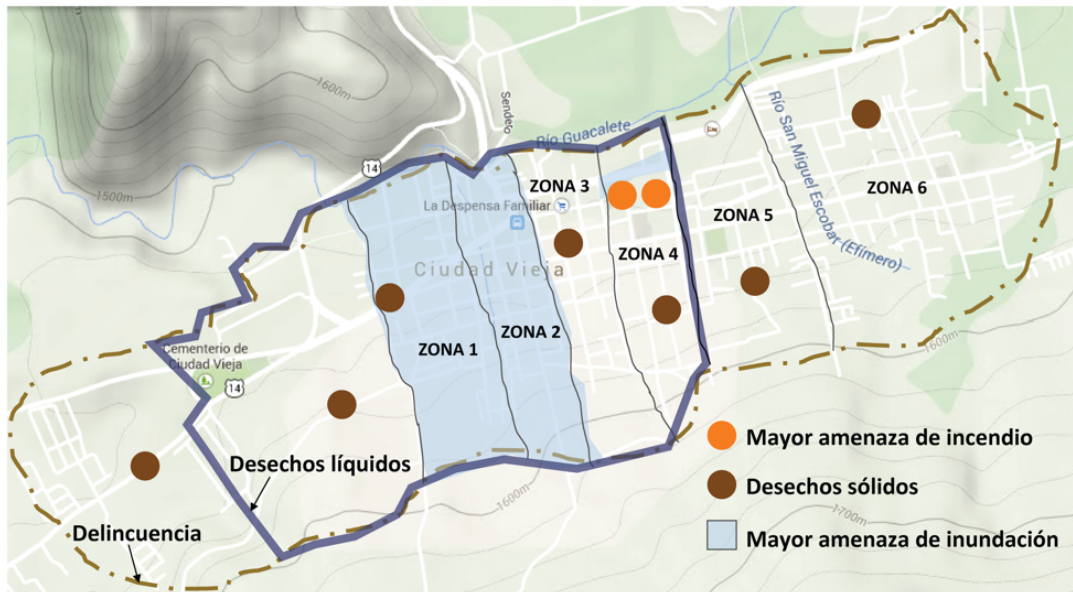 1600m
1500m
14
Sendelo
Río Guacalete
ZONA 3
La Despensa Familiar
Ciudad Vieja
ZONA 4
ZONA 5
Río San Miguel Escobar (Efímero)
ZONA 6
ZONA 1
ZONA 2
1600m
Cementerio de
Ciudad Vieja
14
Desechos líquidos
Delincuencia
1600m
1700m
Mayor amenaza de incendio
Desechos sólidos
Mayor amenaza de inundación